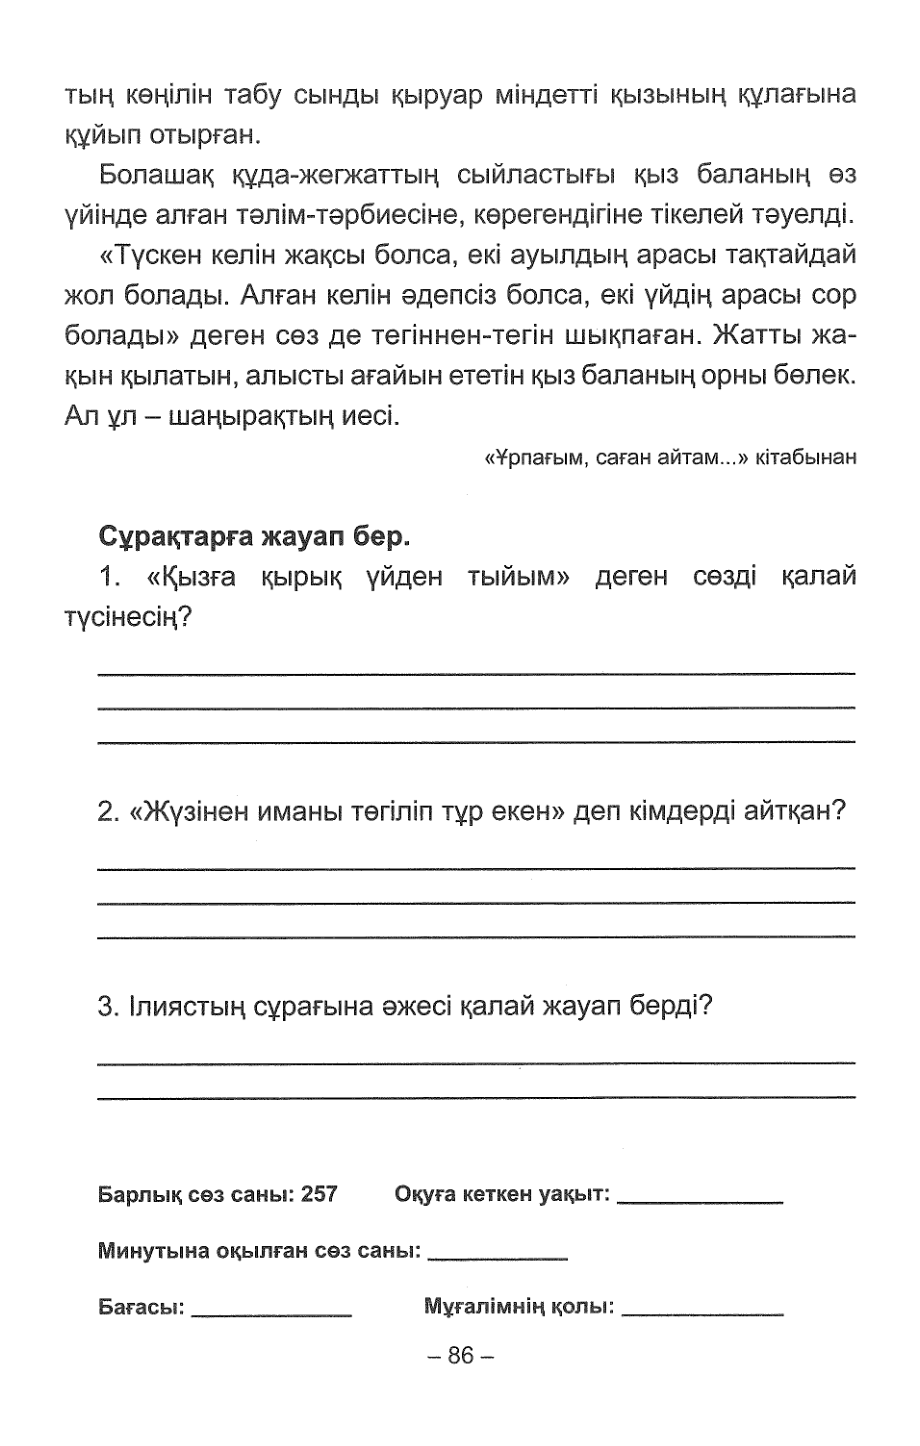 тың көңілін табу сынды қыруар міндетті қызының құлағына
құйып отырған.
Болашақ құда-жегжаттың сыйластығы қыз баланың өз
үйінде алған тәлім-тәрбиесіне, көрегендігіне тікелей тәуелді.
«Түскен келін жақсы болса, екі ауылдың арасы тақтайдай
жол болады. Алған келін әдепсіз болса, екі үйдің арасы сор
болады» деген сөз де тегіннен-тегін шықпаған. Жатты жа-
қын қылатын, алысты ағайын ететін қыз баланың орны бөлек.
Ал ұл – шаңырақтың иесі.
«Ұрпағым, саған айтам...» кітабынан
Сұрақтарға жауап бер.
1. «Қызға қырық үйден тыйым» деген сөзді қалай
түсінесің?
2. «Жүзінен иманы төгіліп тұр екен» деп кімдерді айтқан?
3. Ілиястың сұрағына әжесі қалай жауап берді?
Барлық сөз саны: 257 Оқуға кеткен уақыт: ____________
Минутына оқылған сөз саны: ____________
Бағасы: ____________ Мұғалімнің қолы: ____________
– 86 –